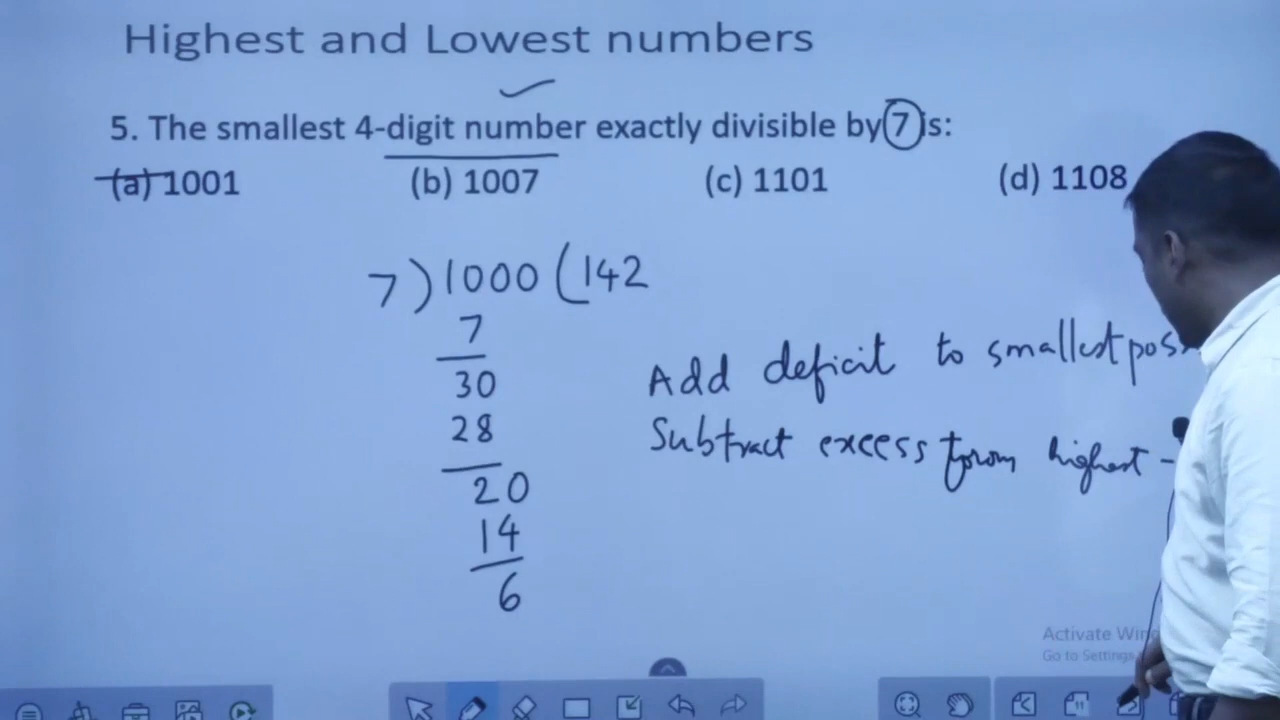 Highest and Lowest numbers
5. The smallest 4-digit number exactly divisible by 7 is:
(a) 1001 (b) 1007 (c) 1101 (d) 1108
7 ) 1000 ( 142
7
30
28
20
14
6
Add deficit to smallest
Subtract excess from highest -
Activate
Go to Settings